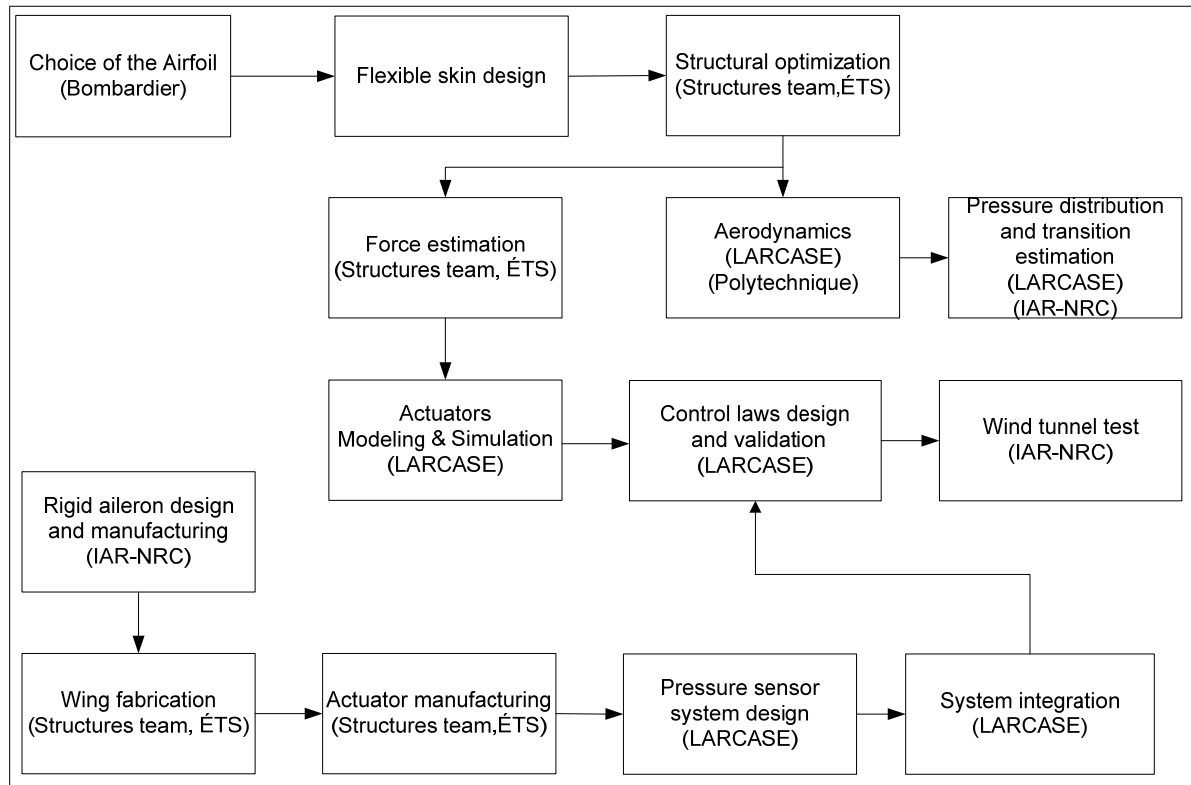 Choice of the Airfoil
(Bombardier)
Flexible skin design
Structural optimization
(Structures team,ÉTS)
Force estimation
(Structures team, ÉTS)
Aerodynamics
(LARCASE)
(Polytechnique)
Pressure distribution
and transition
estimation
(LARCASE)
(IAR-NRC)
Actuators
Modeling & Simulation
(LARCASE)
Control laws design
and validation
(LARCASE)
Wind tunnel test
(IAR-NRC)
Rigid aileron design
and manufacturing
(IAR-NRC)
Wing fabrication
(Structures team, ÉTS)
Actuator manufacturing
(Structures team,ÉTS)
Pressure sensor
system design
(LARCASE)
System integration
(LARCASE)